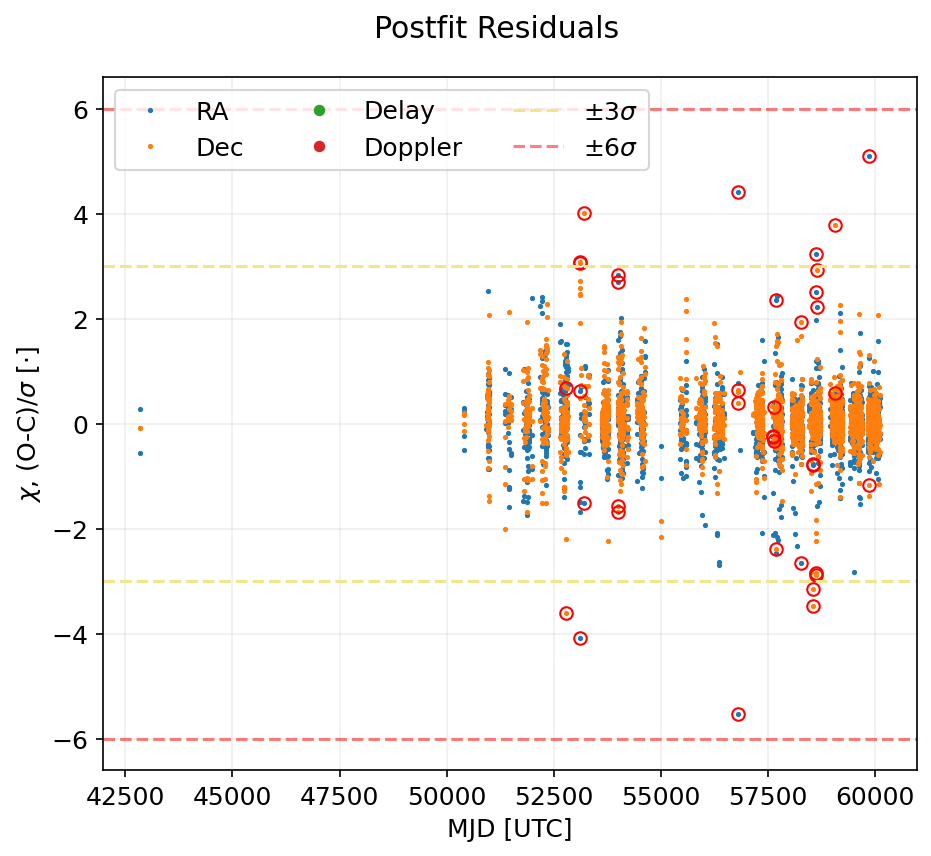 Postfit Residuals
χ, (O-C)/σ [·]
6
4
2
0
−2
−4
−6
RA
Dec
Delay
Doppler
±3σ
±6σ
42500 45000 47500 50000 52500 55000 57500 60000
MJD [UTC]